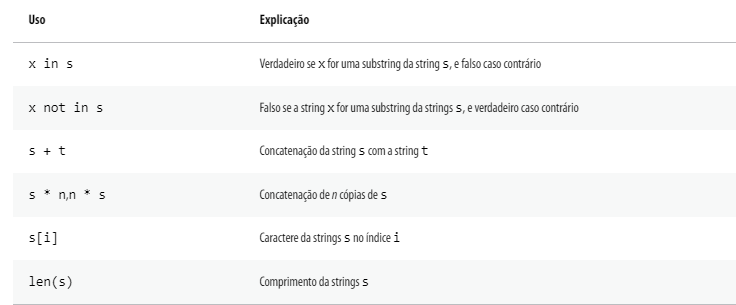 Uso Explicação
x in s Verdadeiro se x for uma substring da string s, e falso caso contrário
x not in s Falso se a string x for uma substring da strings s, e verdadeiro caso contrário
s + t Concatenação da string s com a string t
s * n,n * s Concatenação de n cópias de s
s[i] Caractere da strings s no índice i
len(s) Comprimento da strings s